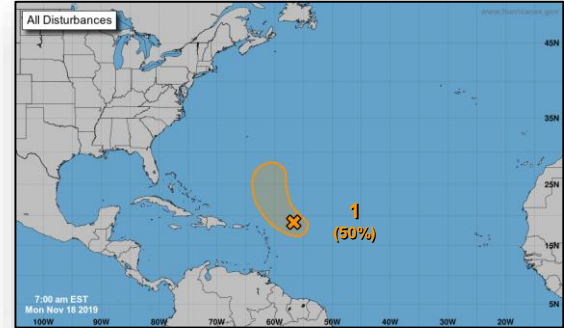 All Disturbances
www.hurricanes.gov
45N
35N
25N
1
(50%)
15N
7:00 am EST
Mon Nov 18 2019
5N
100W 90W 80W 70W 60W 50W 40W 30W 20W